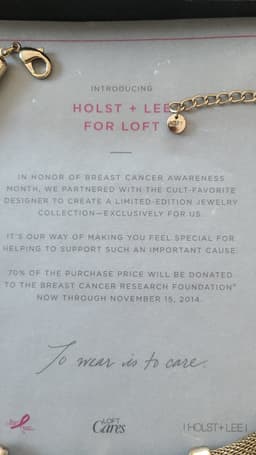 INTRODUCING
HOLST + LEE
FOR LOFT
IN HONOR OF BREAST CANCER AWARENESS
MONTH, WE PARTNERED WITH THE CULT-FAVORITE
DESIGNER TO CREATE A LIMITED-EDITION JEWELRY
COLLECTION—EXCLUSIVELY FOR US.
IT'S OUR WAY OF MAKING YOU FEEL SPECIAL FOR
HELPING TO SUPPORT SUCH AN IMPORTANT CAUSE.
70% OF THE PURCHASE PRICE WILL BE DONATED
TO THE BREAST CANCER RESEARCH FOUNDATION®
NOW THROUGH NOVEMBER 15, 2014.
To wear is to care.
LOFT
Cares
| HOLST+LEE |